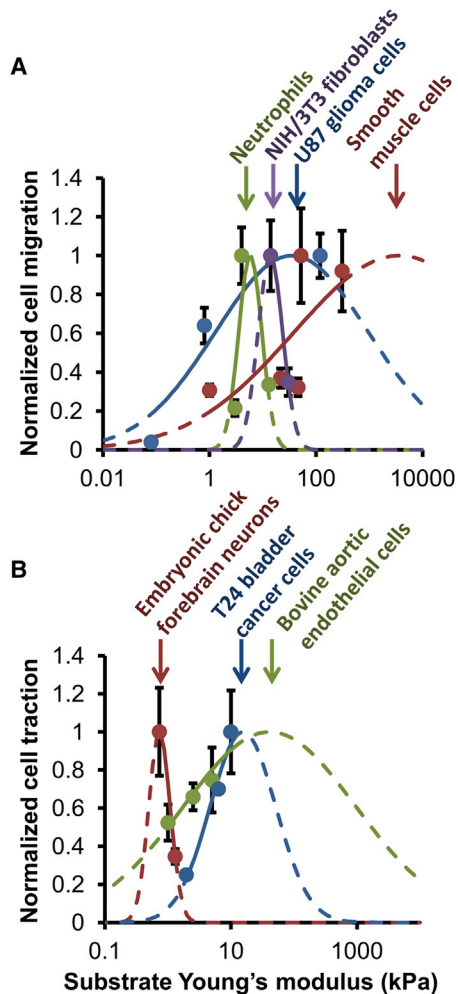 A
Neutrophils
NIH/3T3 fibroblasts
U87 glioma cells
Smooth
muscle cells
Normalized cell migration
1.4
1.2
1
0.8
0.6
0.4
0.2
0
0.01
1
100
10000
B
Embryonic chick
forebrain neurons
T24 bladder
cancer cells
Bovine aortic
endothelial cells
Normalized cell traction
1.4
1.2
1
0.8
0.6
0.4
0.2
0
0.1
10
1000
Substrate Young's modulus (kPa)